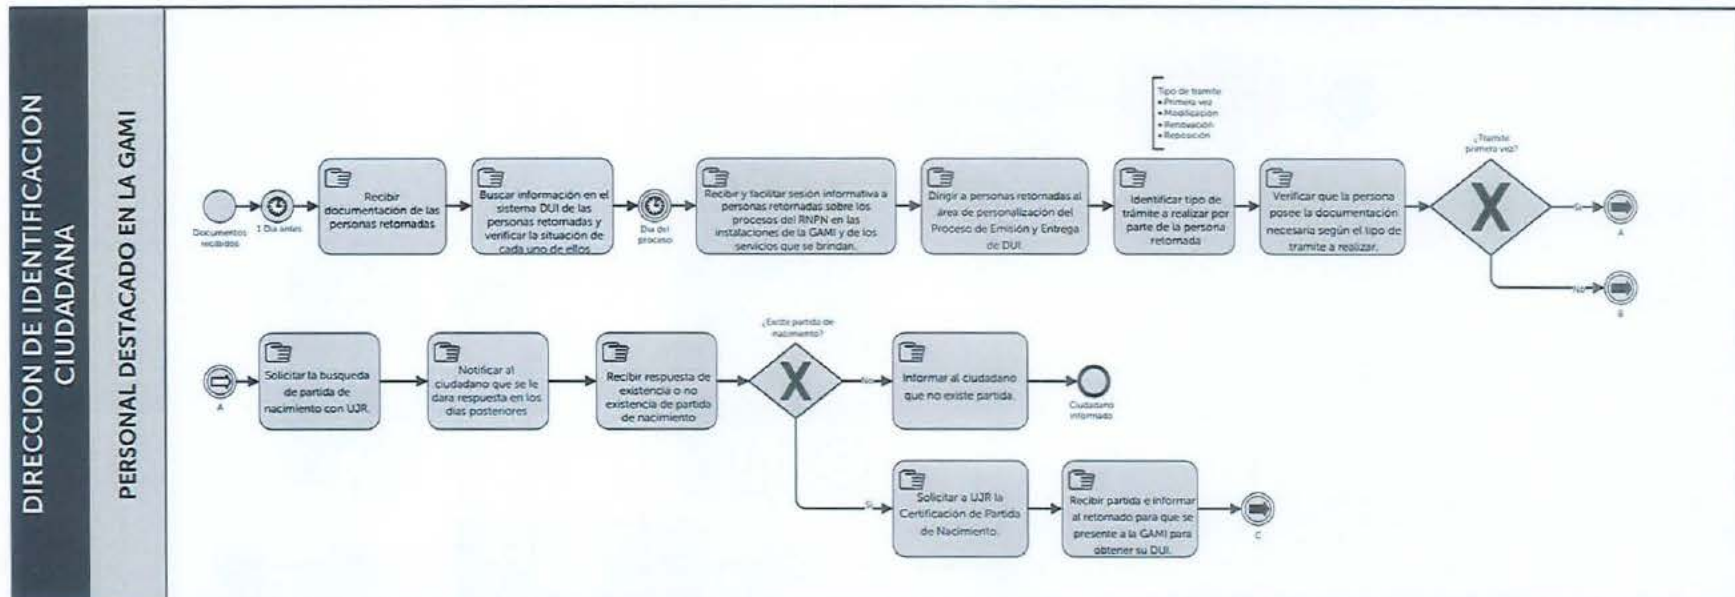 DIRECCION DE IDENTIFICACION
CIUDADANA
PERSONAL DESTACADO EN LA GAMI
Documentos
recibidos
1 Dia antes
Recibir
documentación de las
personas retornadas
Buscar información en el
sistema DUI de las
personas retornadas y
verificar la situación de
cada uno de ellos
Dia del
proceso
Recibir y facilitar sesión informativa a
personas retornadas sobre los
procesos del RNPN en las
instalaciones de la GAMI y de los
servicios que se brindan.
Dirigir a personas retornadas al
área de personalización del
Proceso de Emisión y Entrega
de DUI.
Tipo de tramite
• Primera vez
• Modificación
• Renovación
• Reposición
Identificar tipo de
trámite a realizar por
parte de la persona
retornada
Verificar que la persona
posee la documentación
necesaria según el tipo de
tramite a realizar.
¿Tramite
primera vez?
Si
A
No
B
A
Solicitar la busqueda
de partida de
nacimiento con UJR.
Notificar al
ciudadano que se le
dara respuesta en los
dias posteriores
Recibir respuesta de
existencia o no
existencia de partida
de nacimiento
¿Existe partida de
nacimiento?
No
Informar al ciudadano
que no existe partida.
Ciudadano
informado
Si
Solicitar a UJR la
Certificación de Partida
de Nacimiento.
Recibir partida e informar
al retornado para que se
presente a la GAMI para
obtener su DUI.
C